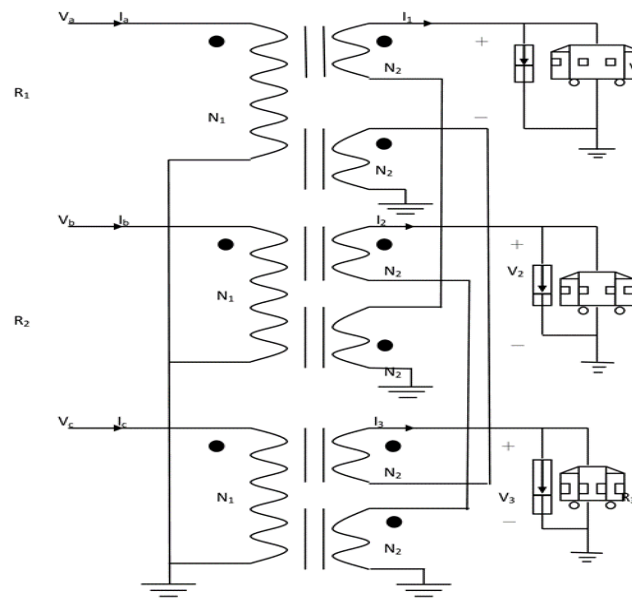 Va Ia I1
+
N2 V
R1
N1 −
N2
Vb Ib I2
+
N1 N2 V2
R2
−
N2
Vc Ic I3
+
N1 N2
V3 R3
−
N2